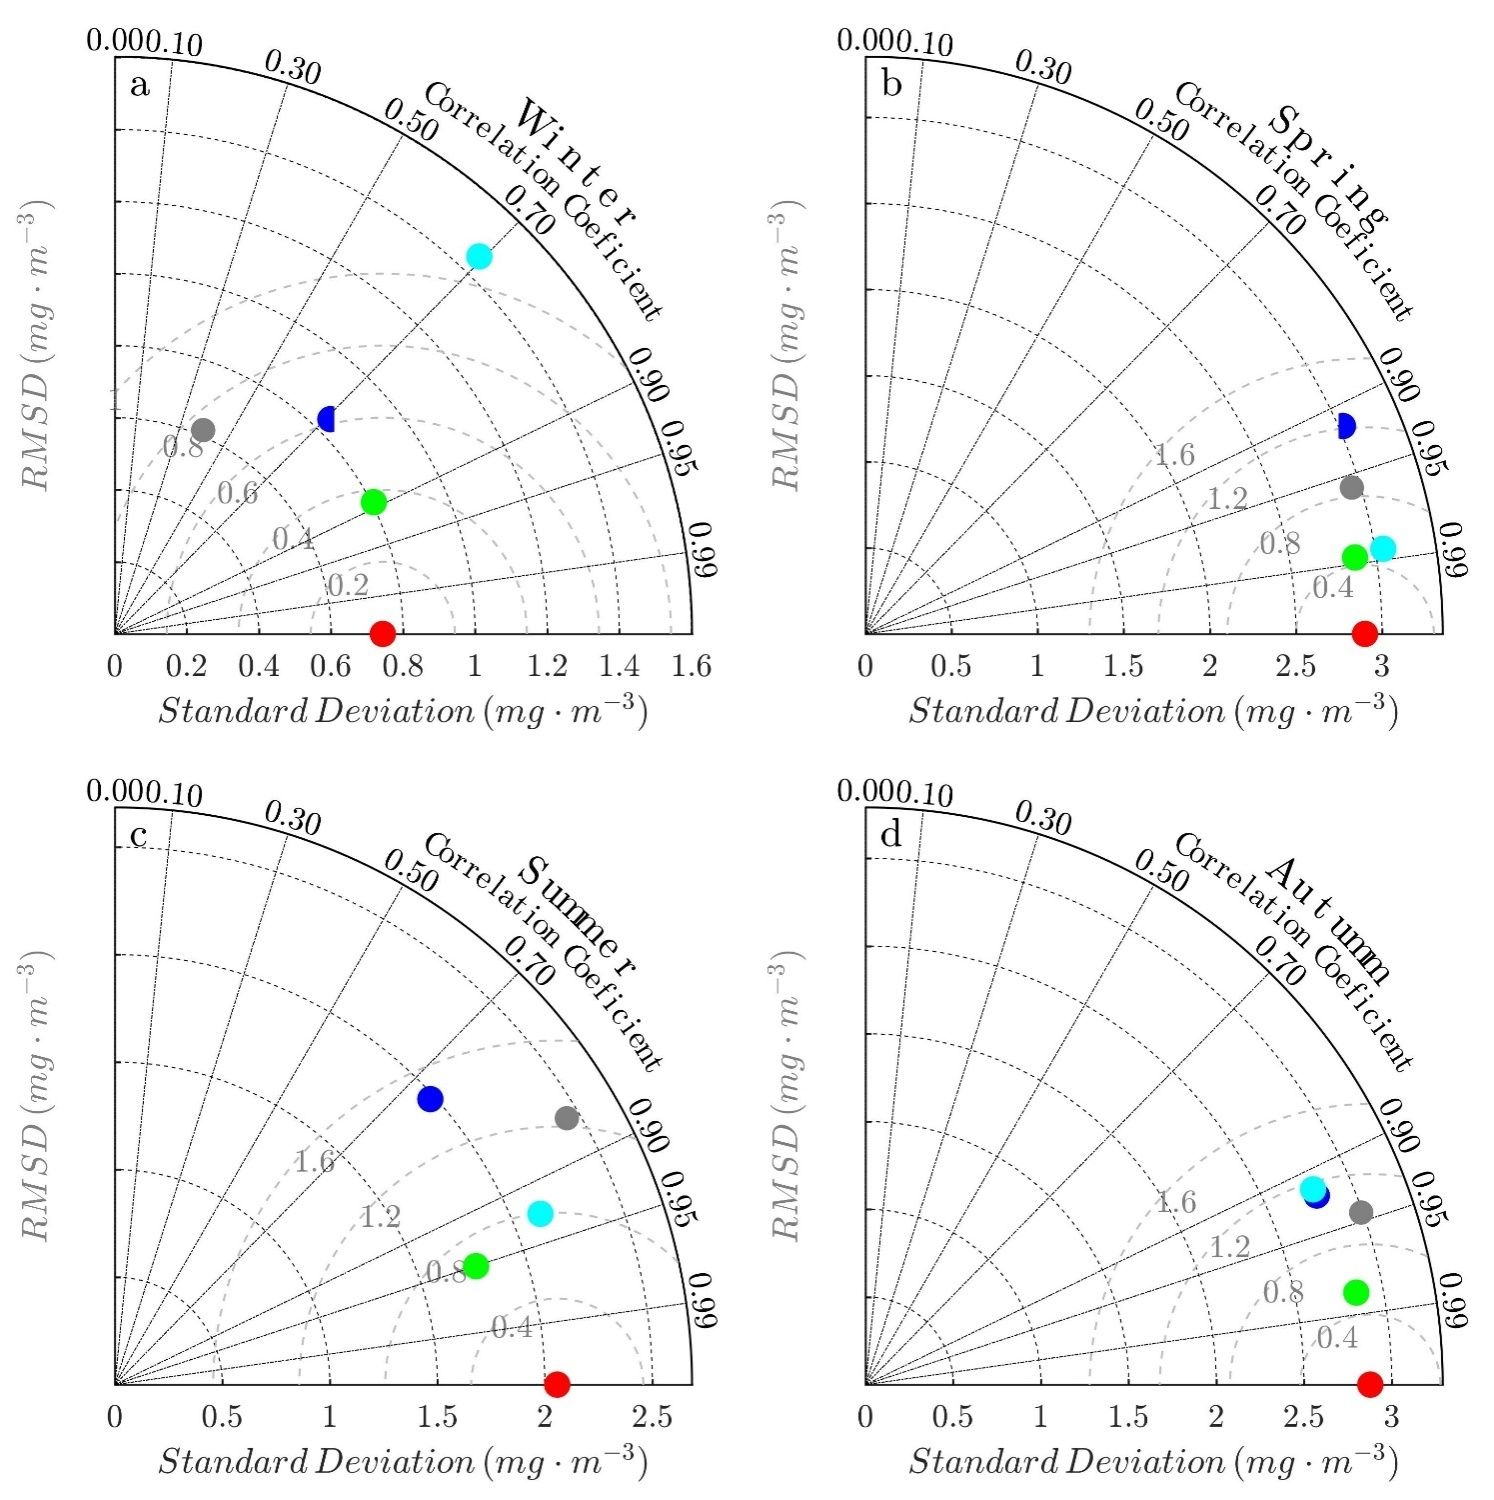 0.00 0.10 0.30 0.50 0.70 0.90 0.95 0.99
a
Winter
Correlation Coeficient
RMSD (mg · m⁻³)
1
0.8
0.6
0.4
0.2
0 0.2 0.4 0.6 0.8 1 1.2 1.4 1.6
Standard Deviation (mg · m⁻³)
0.00 0.10 0.30 0.50 0.70 0.90 0.95 0.99
b
Spring
Correlation Coeficient
RMSD (mg · m⁻³)
1.6
1.2
0.8
0.4
0 0.5 1 1.5 2 2.5 3
Standard Deviation (mg · m⁻³)
0.00 0.10 0.30 0.50 0.70 0.90 0.95 0.99
c
Summer
Correlation Coeficient
RMSD (mg · m⁻³)
1.6
1.2
0.8
0.4
0 0.5 1 1.5 2 2.5
Standard Deviation (mg · m⁻³)
0.00 0.10 0.30 0.50 0.70 0.90 0.95 0.99
d
Autumm
Correlation Coeficient
RMSD (mg · m⁻³)
1.6
1.2
0.8
0.4
0 0.5 1 1.5 2 2.5 3
Standard Deviation (mg · m⁻³)